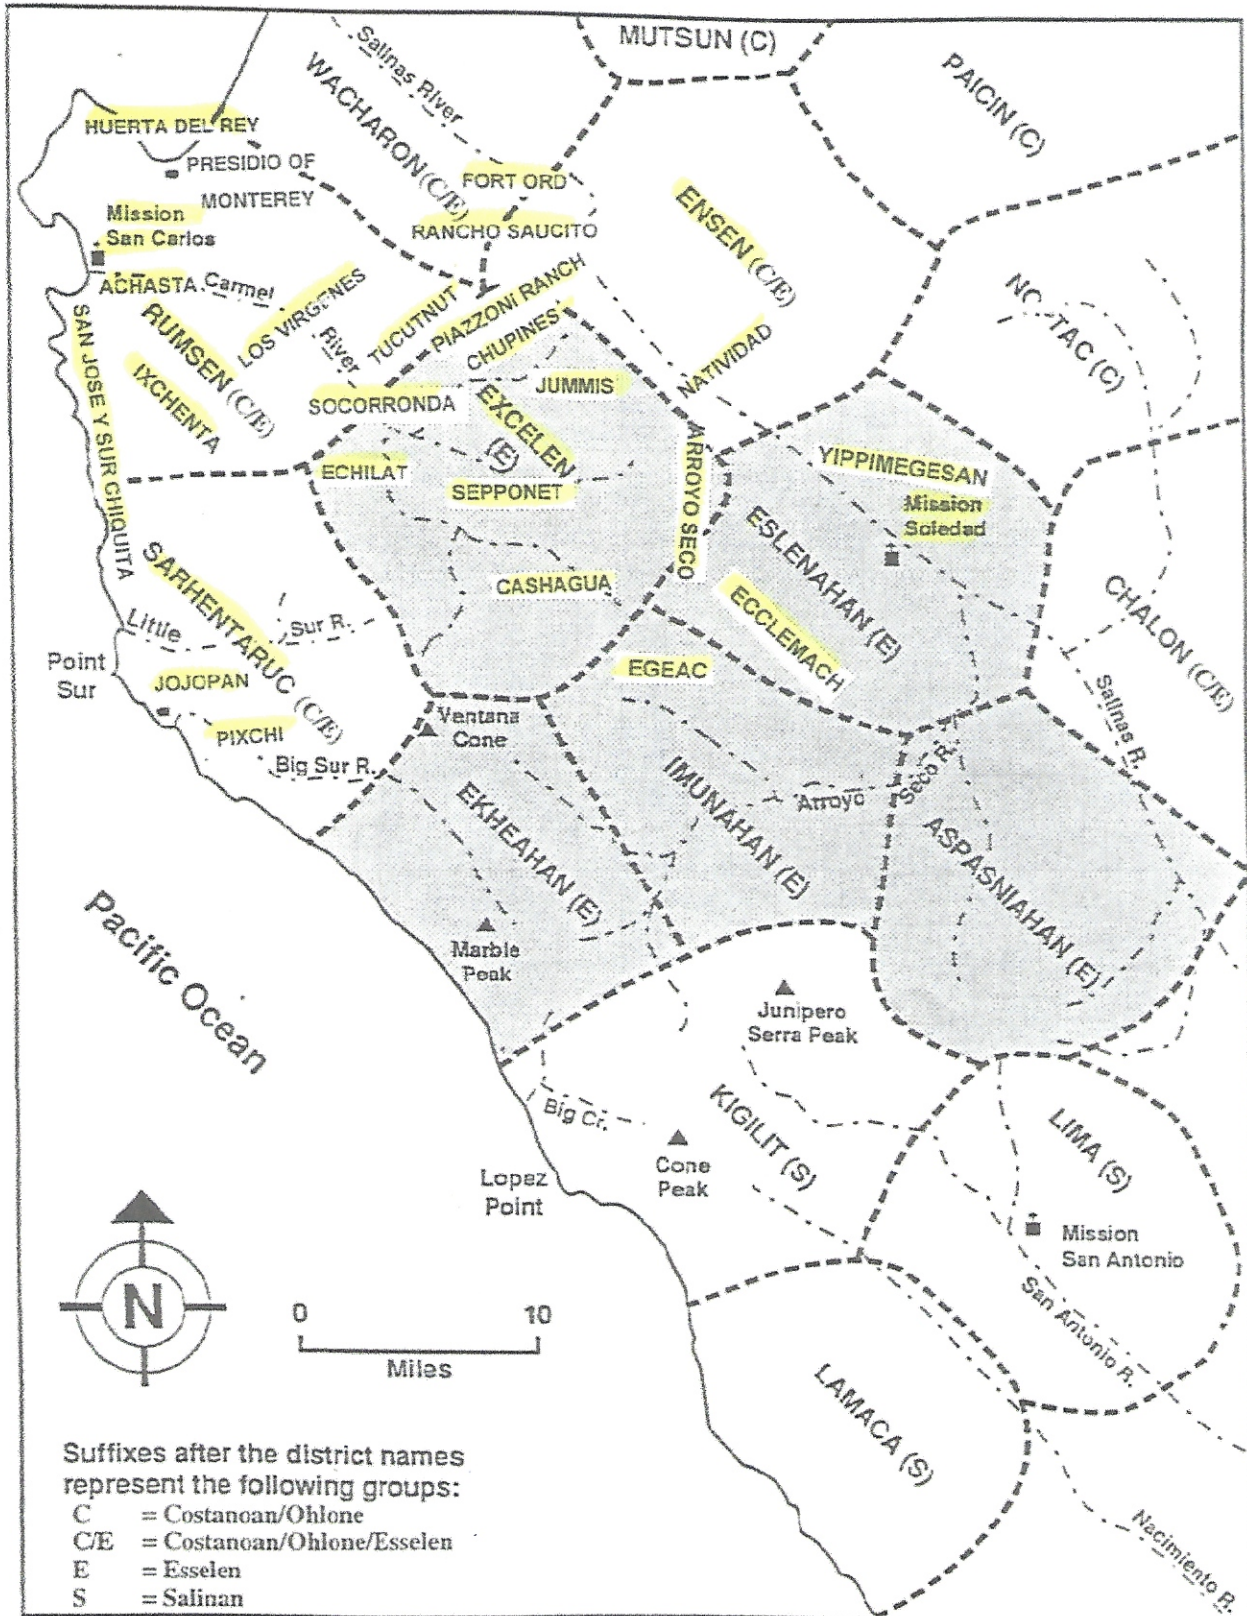 MUTSUN (C)
PAICIN (C)
Salinas River
WACHARON (C/E)
HUERTA DEL REY
PRESIDIO OF
MONTEREY
FORT ORD
RANCHO SAUCITO
ENSEN (C/E)
Mission
San Carlos
ACHASTA
Carmel
River
LOS VIRGENES
TUCUTNUT
PIAZZONI RANCH
CHUPINES
NATIVIDAD
RUMSEN (C/E)
IXCHENTA
SAN JOSE Y SUR CHIQUITA
SOCORRONDA
JUMMIS
EXCELEN
(E)
ECHILAT
SEPPONET
ARROYO SECO
YIPPIMEGESAN
Mission
Soledad
ESLENAHAN (E)
CASHAGUA
ECCLEMACH
CHALON (C/E)
SARHENTARUC (C/E)
Little
Sur R.
Point
Sur
JOJOPAN
PIXCHI
Big Sur R.
EGEAC
Ventana
Cone
Salinas R.
IMUNAHAN (E)
Arroyo
Seco R.
EKHEAHAN (E)
ASPASNIAHAN (E)
Marble
Peak
Pacific Ocean
Junipero
Serra Peak
KIGILIT (S)
LIMA (S)
Big Cr.
Cone
Peak
Lopez
Point
Mission
San Antonio
San Antonio R.
N
0 10
Miles
LAMACA (S)
Nacimiento R.
Suffixes after the district names
represent the following groups:
C = Costanoan/Ohlone
C/E = Costanoan/Ohlone/Esselen
E = Esselen
S = Salinan